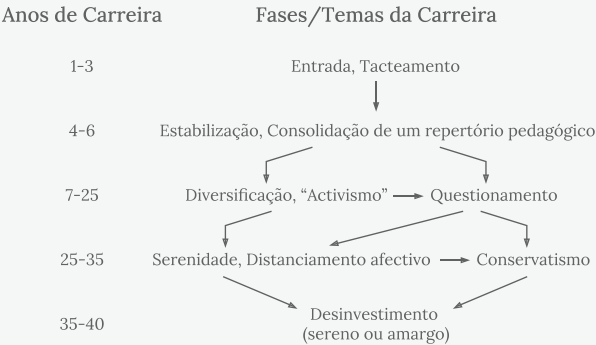 Anos de Carreira Fases/Temas da Carreira
1-3 Entrada, Tacteamento
4-6 Estabilização, Consolidação de um repertório pedagógico
7-25 Diversificação, “Activismo” Questionamento
25-35 Serenidade, Distanciamento afectivo Conservatismo
35-40 Desinvestimento
(sereno ou amargo)